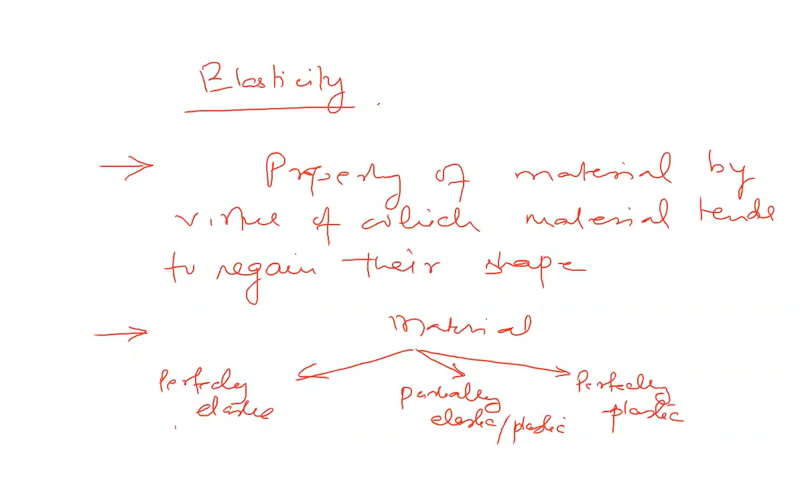 Elasticity
→ Property of material by
virtue of which material tends
to regain their shape
→ Material
Perfectly elastic
Partially elastic/plastic
Perfectly plastic